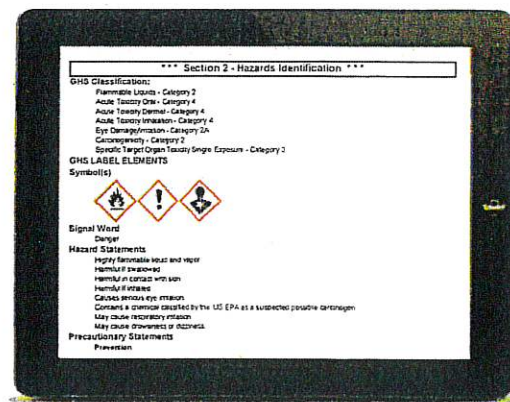 *** Section 2 - Hazards Identification ***
GHS Classification:
Flammable Liquids - Category 2
Acute Toxicity Oral - Category 4
Acute Toxicity Dermal - Category 4
Acute Toxicity Inhalation - Category 4
Eye Damage/Irritation - Category 2A
Carcinogenicity - Category 2
Specific Target Organ Toxicity Single Exposure - Category 3
GHS LABEL ELEMENTS
Symbol(s)
Signal Word
Danger
Hazard Statements
Highly flammable liquid and vapor
Harmful if swallowed
Harmful in contact with skin
Harmful if inhaled
Causes serious eye irritation
Contains a chemical classified by the US EPA as a suspected possible carcinogen
May cause respiratory irritation
May cause drowsiness or dizziness
Precautionary Statements
Prevention